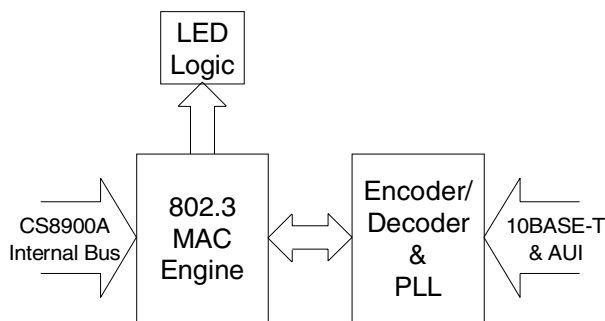 LED
Logic
CS8900A
Internal Bus
802.3
MAC
Engine
Encoder/
Decoder
&
PLL
10BASE-T
& AUI